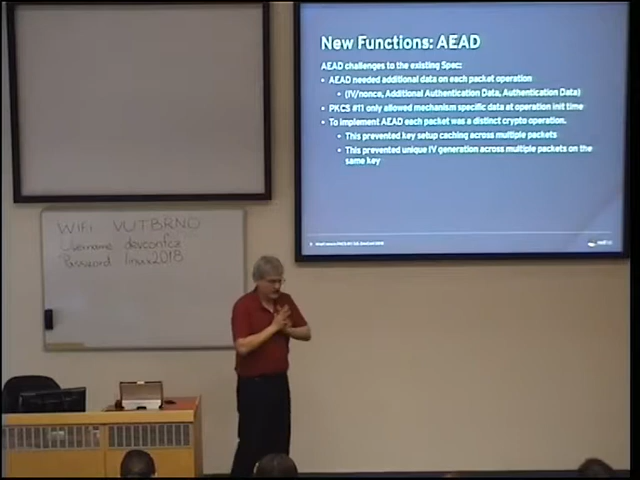 New Functions: AEAD
AEAD challenges to the existing Spec:
• AEAD needed additional data on each packet operation
• (IV/nonce, Additional Authentication Data, Authentication Data)
• PKCS #11 only allowed mechanism specific data at operation init time
• To implement AEAD each packet was a distinct crypto operation.
• This prevented key setup caching across multiple packets
• This prevented unique IV generation across multiple packets on the
same key
WiFi VUTBRNO
Username devconfcz
Password linux2018